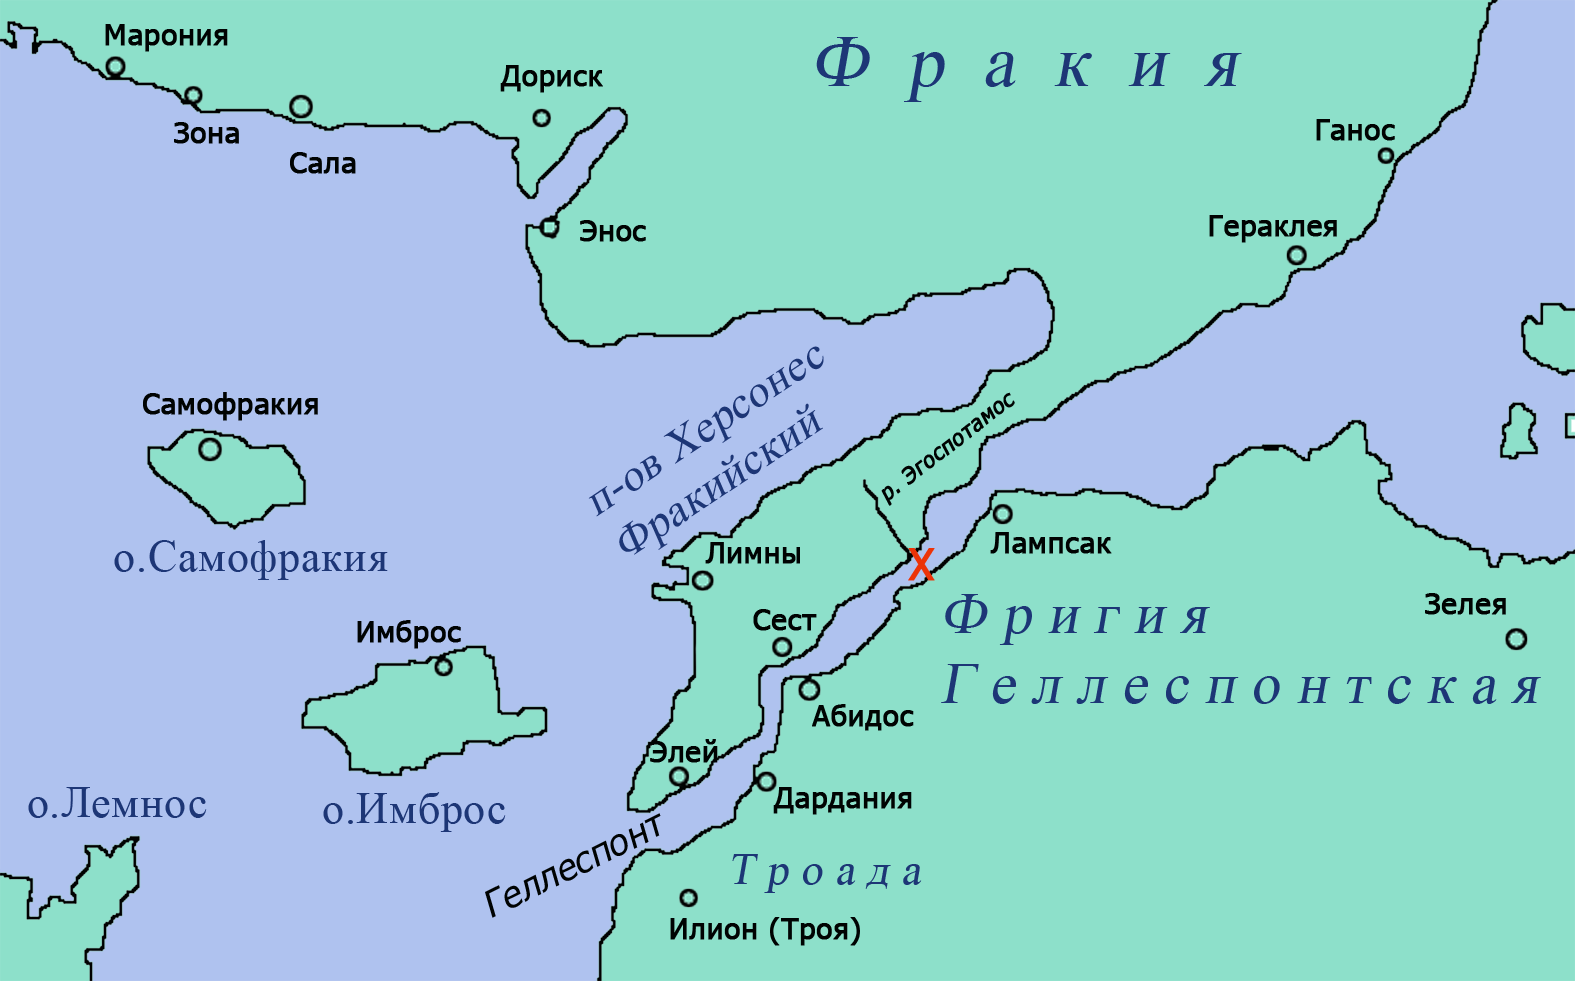 Марония
Фракия
Дориск
Зона
Ганос
Сала
Гераклея
Энос
п-ов Херсонес
Фракийский
Самофракия
р. Эгоспотамос
о.Самофракия
Лимны
X
Лампсак
Фригия
Геллеспонтская
Зелея
Сест
Имброс
Абидос
Элей
Дардания
о.Лемнос
о.Имброс
Геллеспонт
Троада
Илион (Троя)